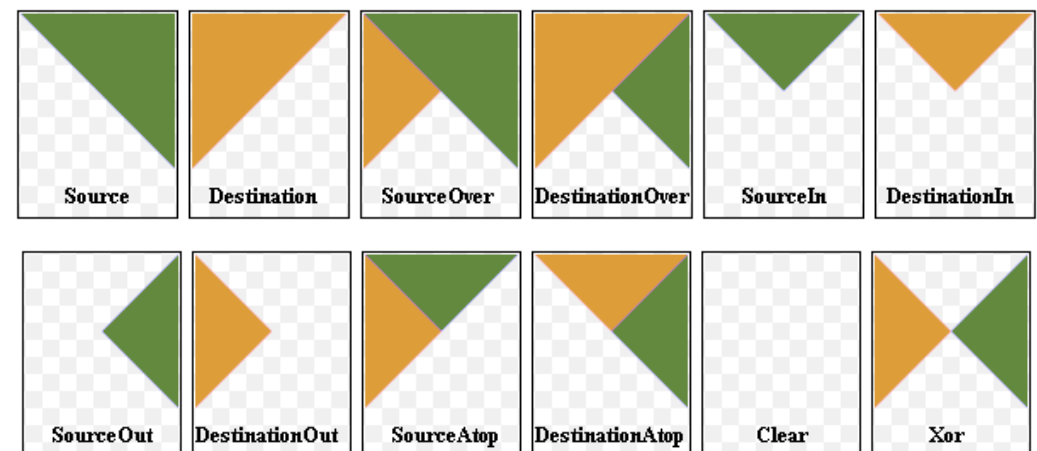 Source
Destination
SourceOver
DestinationOver
SourceIn
DestinationIn
SourceOut
DestinationOut
SourceAtop
DestinationAtop
Clear
Xor